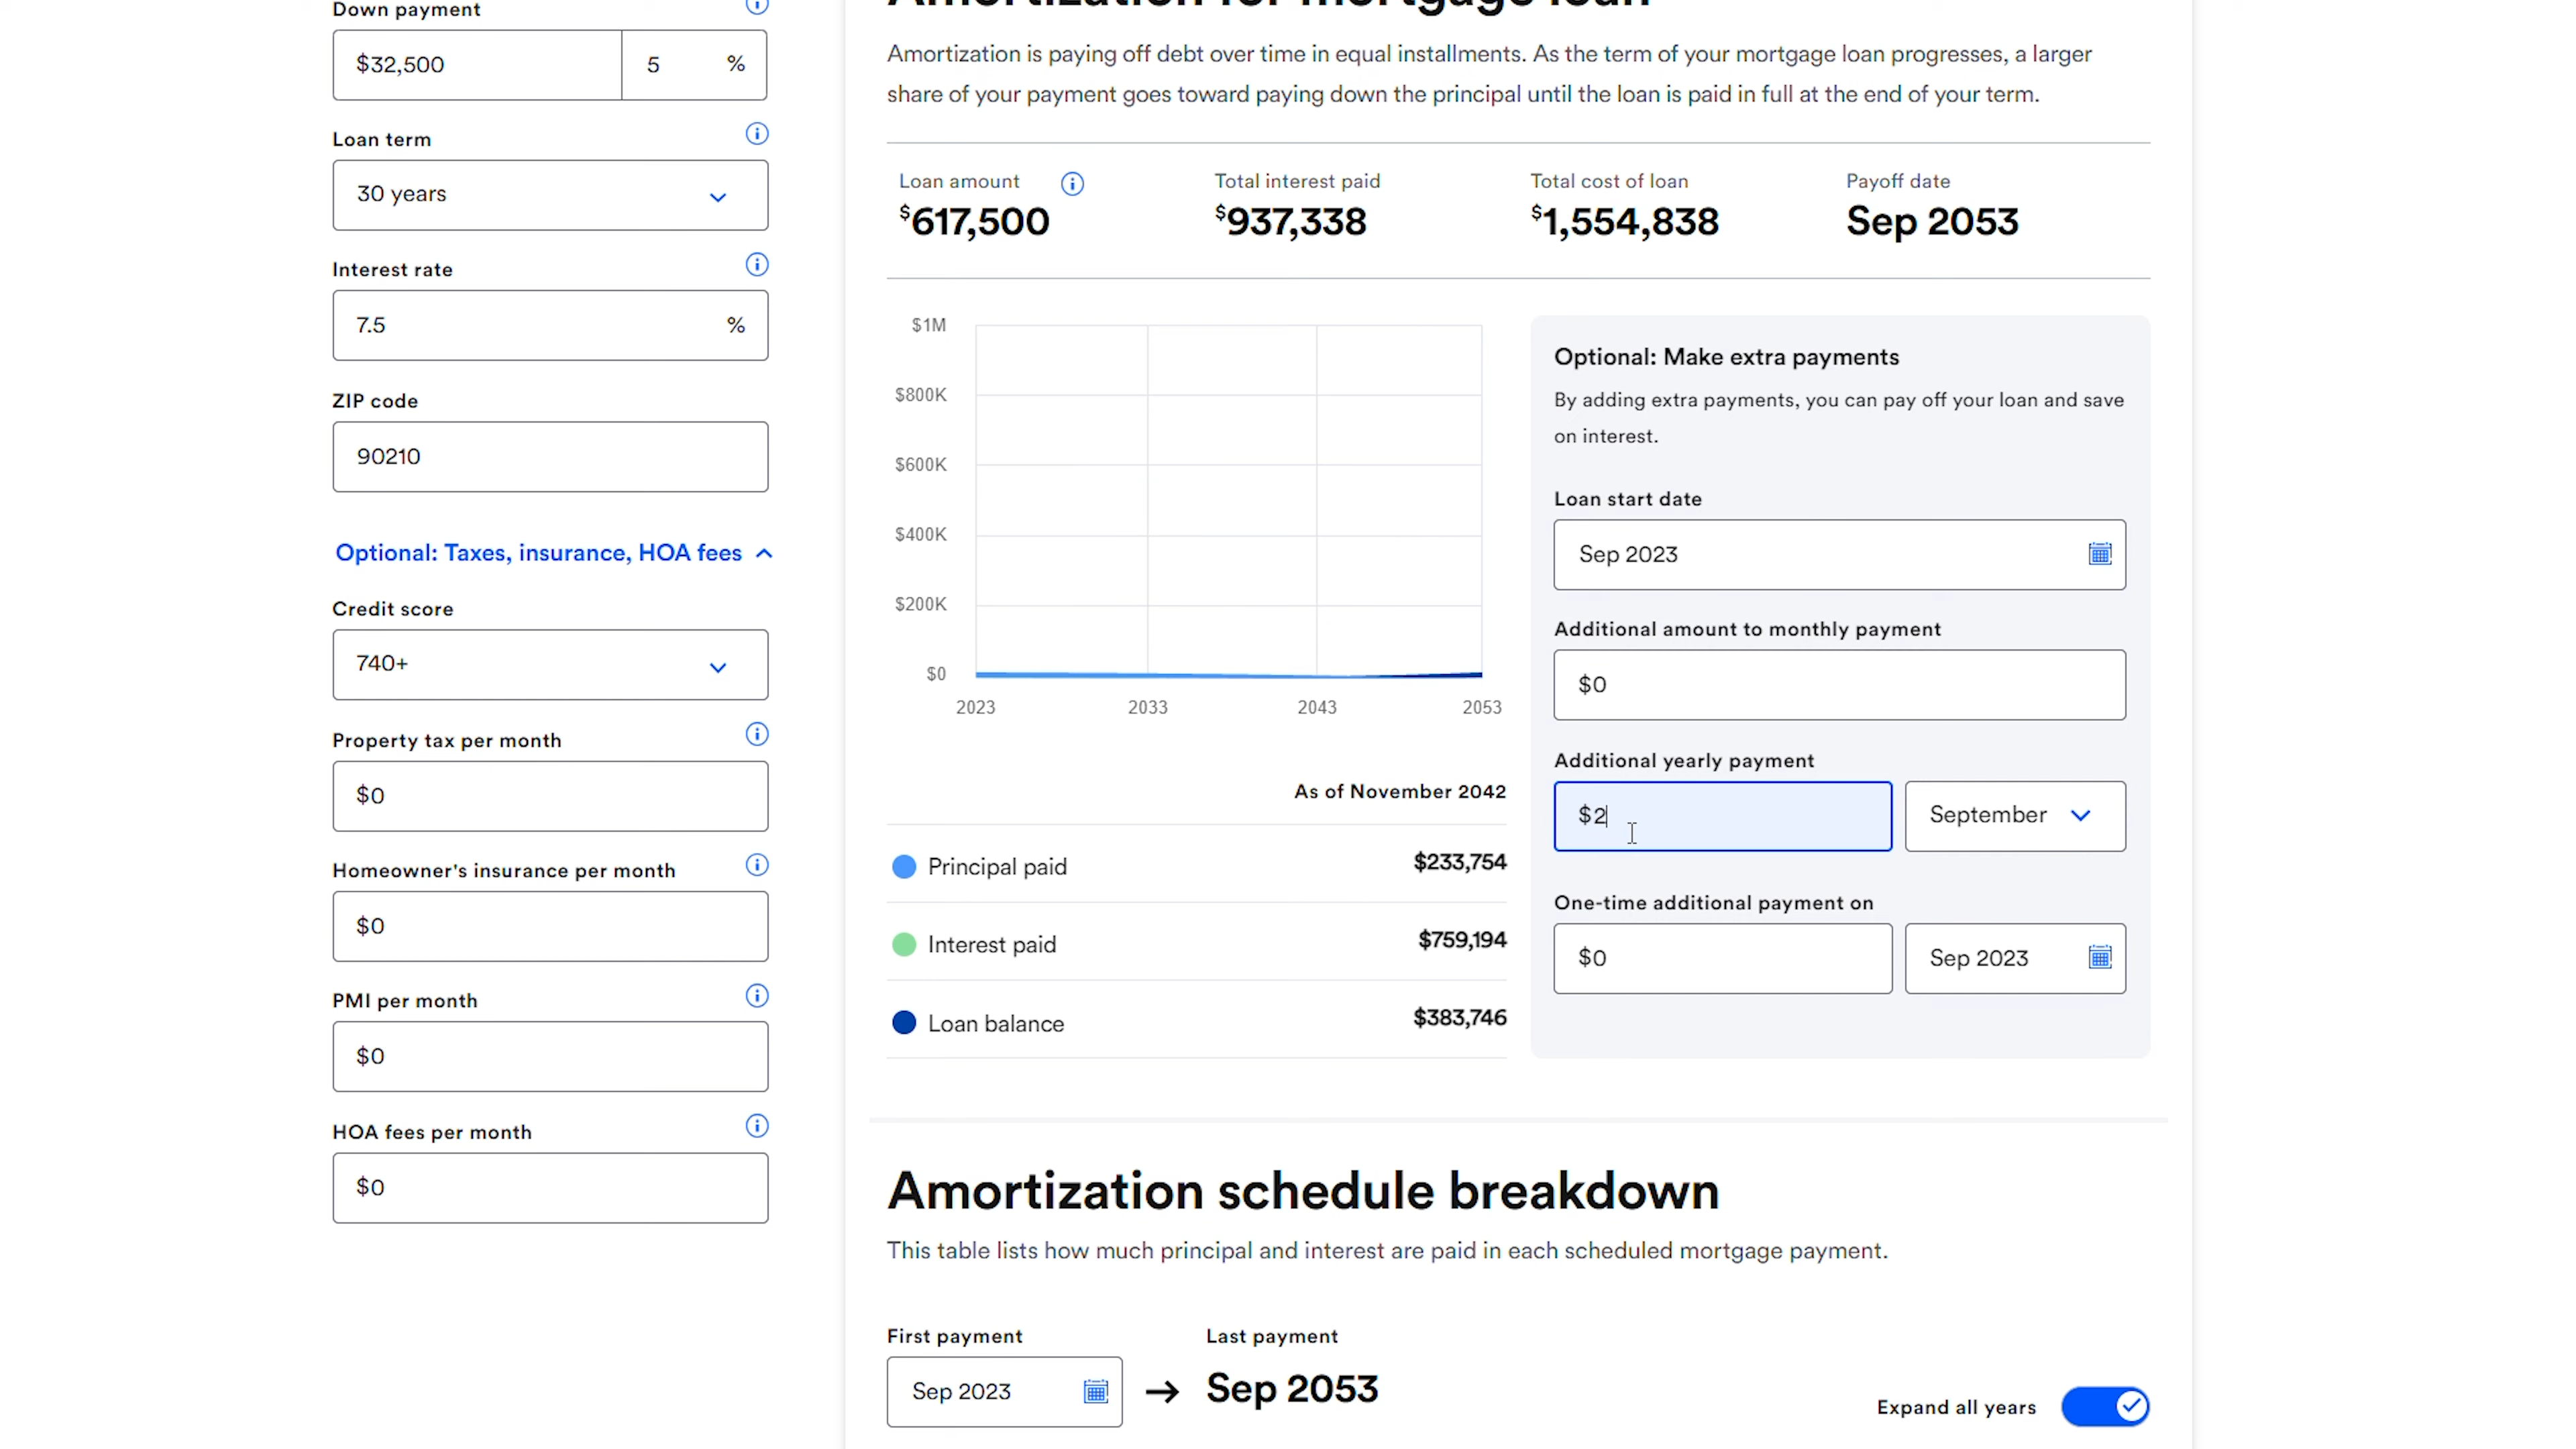 Down payment
$32,500
5 %
Loan term
30 years
Interest rate
7.5 %
ZIP code
90210
Optional: Taxes, insurance, HOA fees
Credit score
740+
Property tax per month
$0
Homeowner's insurance per month
$0
PMI per month
$0
HOA fees per month
$0
Amortization for mortgage loan
Amortization is paying off debt over time in equal installments. As the term of your mortgage loan progresses, a larger
share of your payment goes toward paying down the principal until the loan is paid in full at the end of your term.
Loan amount
$617,500
Total interest paid
$937,338
Total cost of loan
$1,554,838
Payoff date
Sep 2053
$1M
$800K
$600K
$400K
$200K
$0
2023 2033 2043 2053
As of November 2042
Principal paid $233,754
Interest paid $759,194
Loan balance $383,746
Optional: Make extra payments
By adding extra payments, you can pay off your loan and save
on interest.
Loan start date
Sep 2023
Additional amount to monthly payment
$0
Additional yearly payment
$2
September
One-time additional payment on
$0
Sep 2023
Amortization schedule breakdown
This table lists how much principal and interest are paid in each scheduled mortgage payment.
First payment
Sep 2023
Last payment
Sep 2053
Expand all years